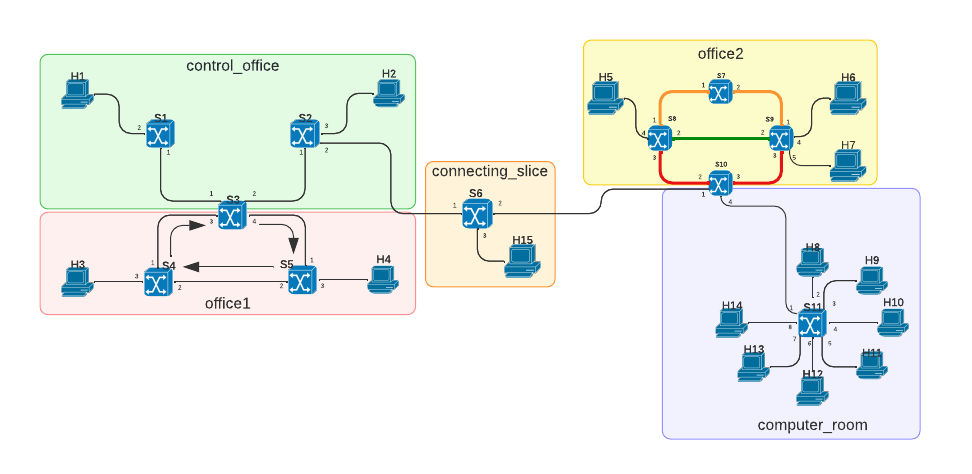 control_office
H1
H2
S1
S2
2
1
3
2
1
1
2
S3
3
4
H3
3
1
S4
2
S5
1
2
3
H4
office1
connecting_slice
S6
1
2
3
H15
office2
H5
S7
1
2
H6
1
S8
2
4
3
2
S9
1
4
3
5
H7
S10
2
3
1
4
H8
H9
2
1
S11
3
H10
H14
8
4
7
6
5
H13
H11
H12
computer_room